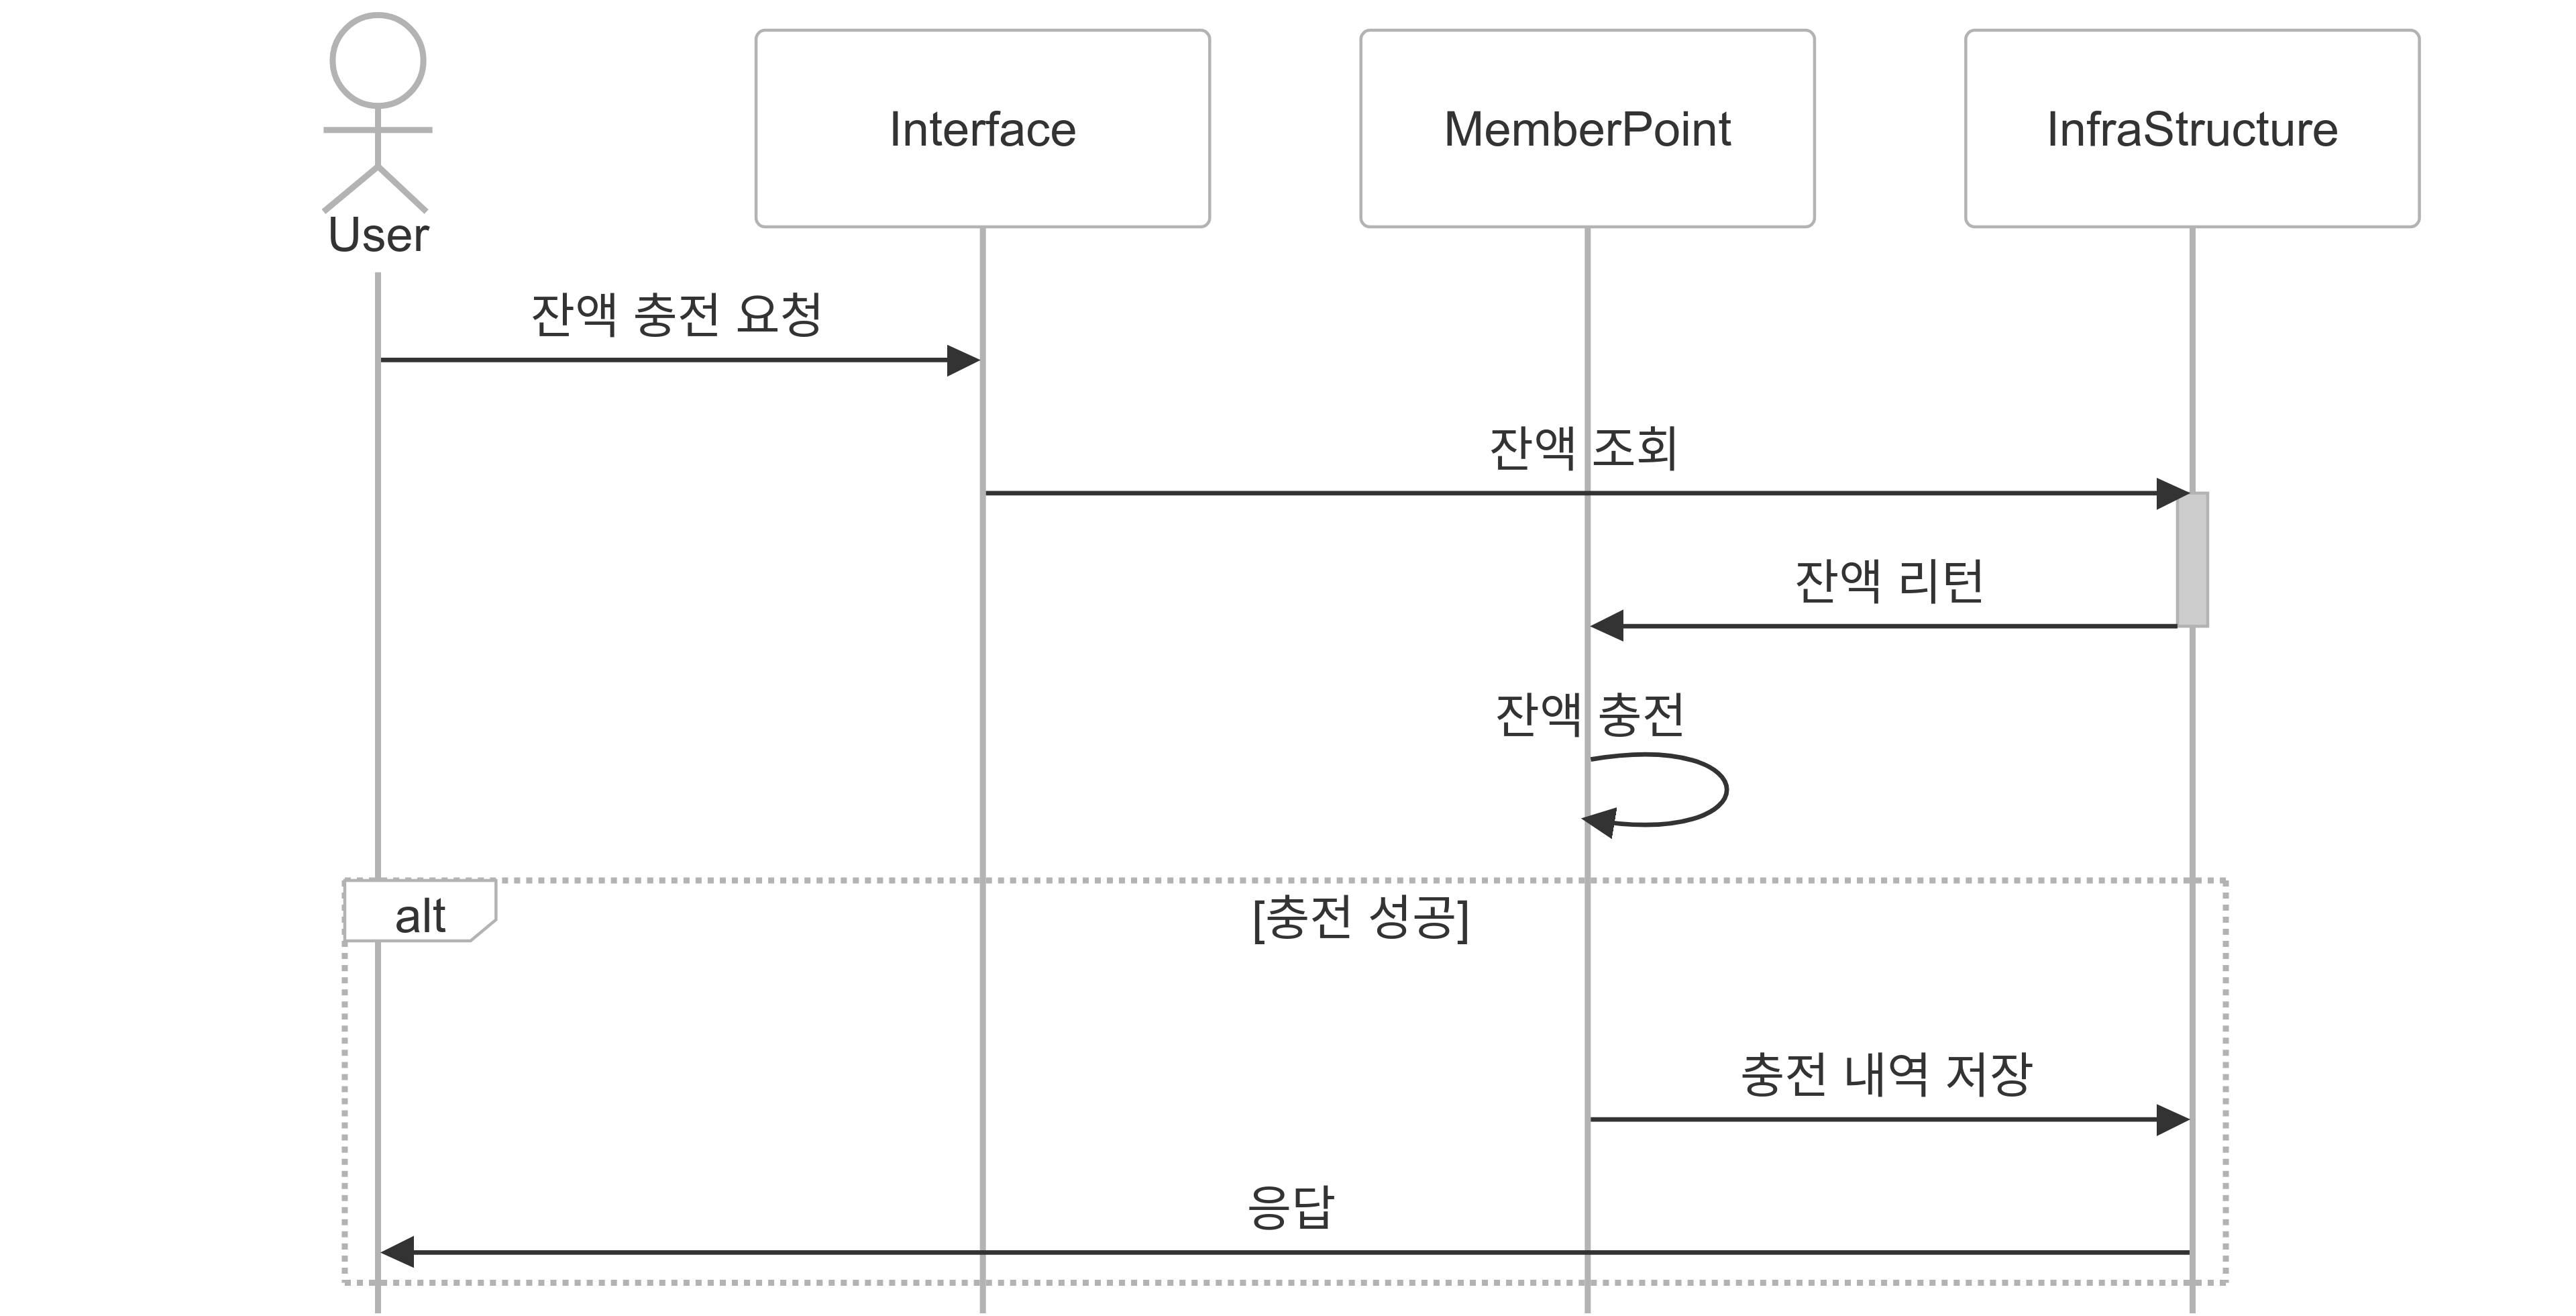 User
Interface
MemberPoint
InfraStructure
잔액 충전 요청
잔액 조회
잔액 리턴
잔액 충전
alt
[충전 성공]
충전 내역 저장
응답